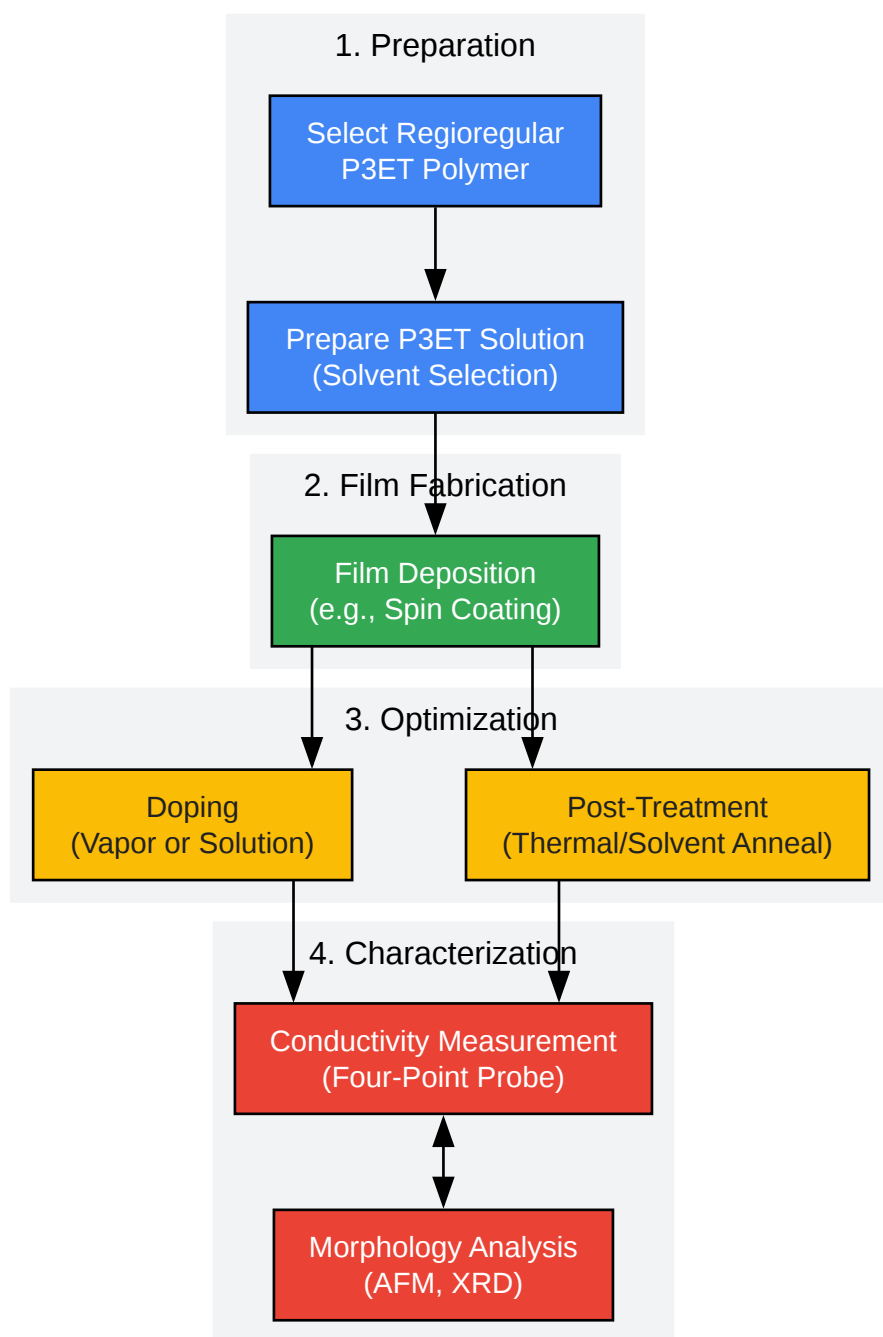 1. Preparation
Select Regioregular
P3ET Polymer
Prepare P3ET Solution
(Solvent Selection)
2. Film Fabrication
Film Deposition
(e.g., Spin Coating)
3. Optimization
Doping
(Vapor or Solution)
Post-Treatment
(Thermal/Solvent Anneal)
4. Characterization
Conductivity Measurement
(Four-Point Probe)
Morphology Analysis
(AFM, XRD)